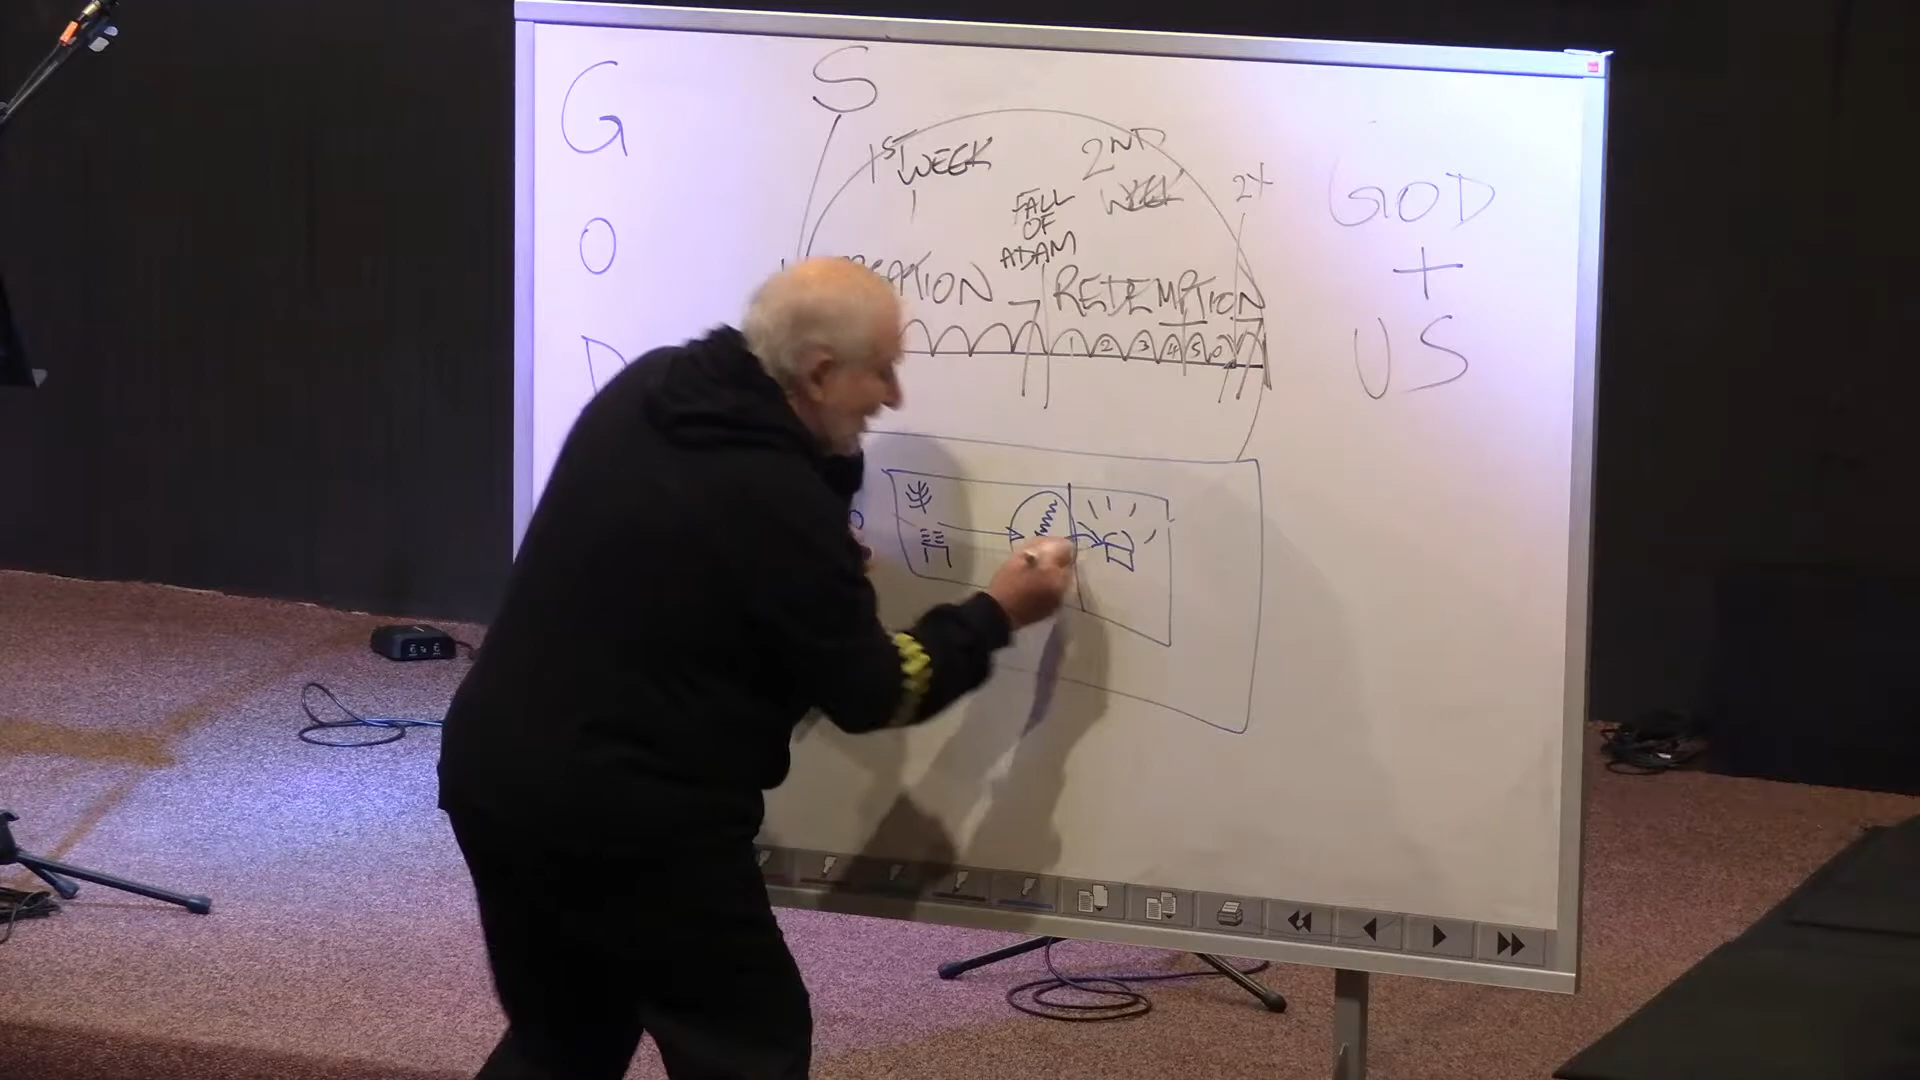 G
O
D
S
1ST WEEK
2ND
WEEK
FALL
OF
ADAM
2X
REDEMPTION
1 2 3 4 5 6
GOD
+
US